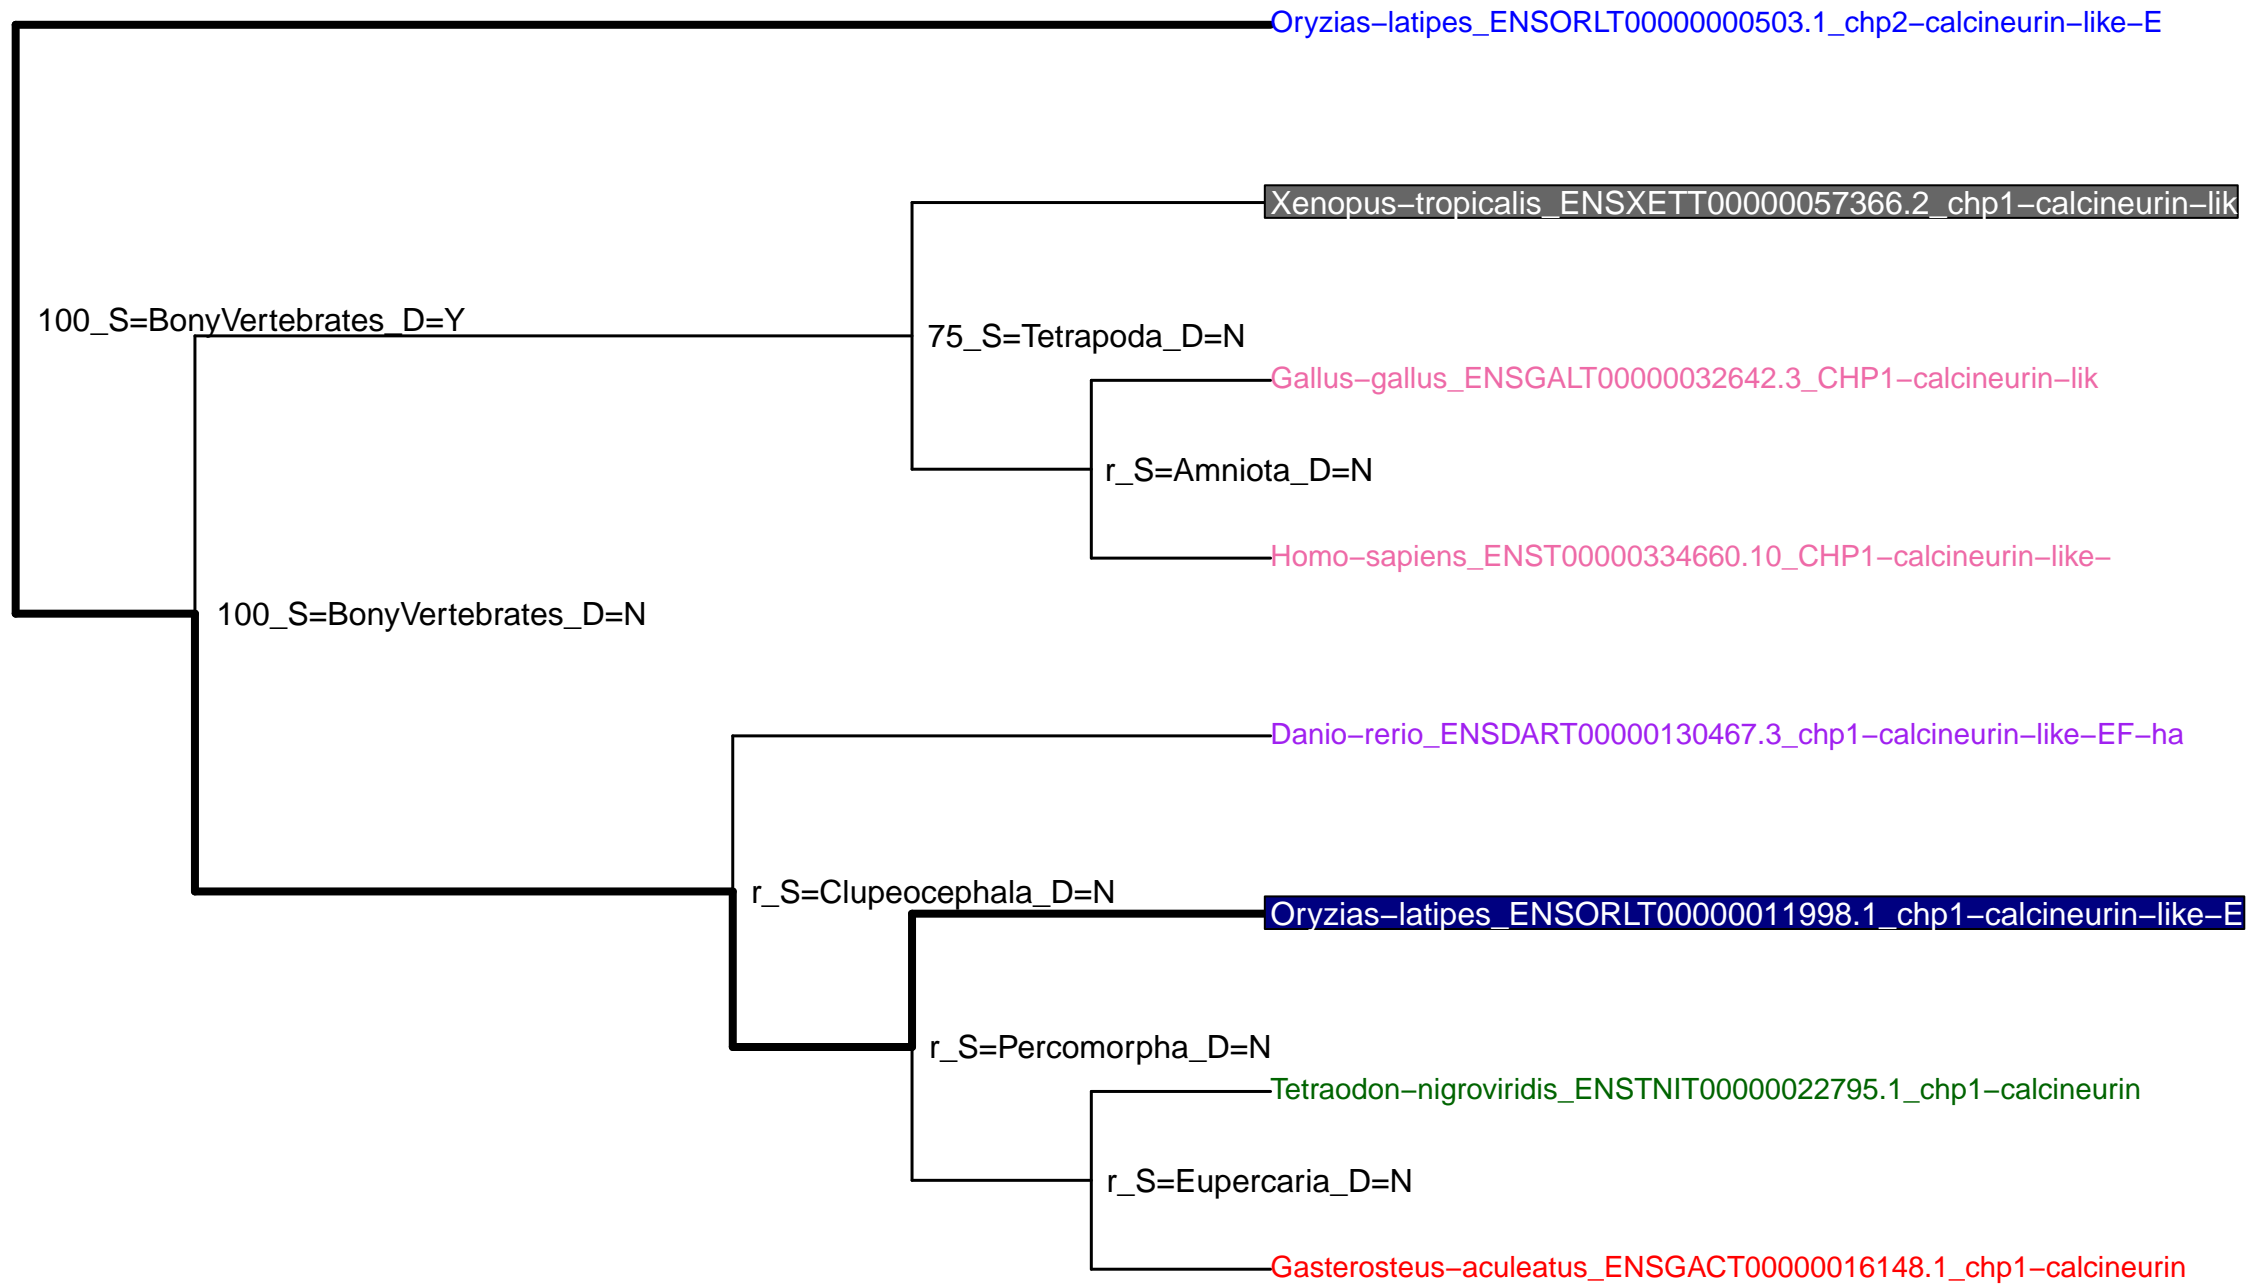 Oryzias−latipes_ENSORLT00000000503.1_chp2−calcineurin−like−E
Xenopus−tropicalis_ENSXETT00000057366.2_chp1−calcineurin−lik
100_S=BonyVertebrates_D=Y
75_S=Tetrapoda_D=N
Gallus−gallus_ENSGALT00000032642.3_CHP1−calcineurin−lik
r_S=Amniota_D=N
Homo−sapiens_ENST00000334660.10_CHP1−calcineurin−like−
100_S=BonyVertebrates_D=N
Danio−rerio_ENSDART00000130467.3_chp1−calcineurin−like−EF−ha
r_S=Clupeocephala_D=N
Oryzias−latipes_ENSORLT00000011998.1_chp1−calcineurin−like−E
r_S=Percomorpha_D=N
Tetraodon−nigroviridis_ENSTNIT00000022795.1_chp1−calcineurin
r_S=Eupercaria_D=N
Gasterosteus−aculeatus_ENSGACT00000016148.1_chp1−calcineurin